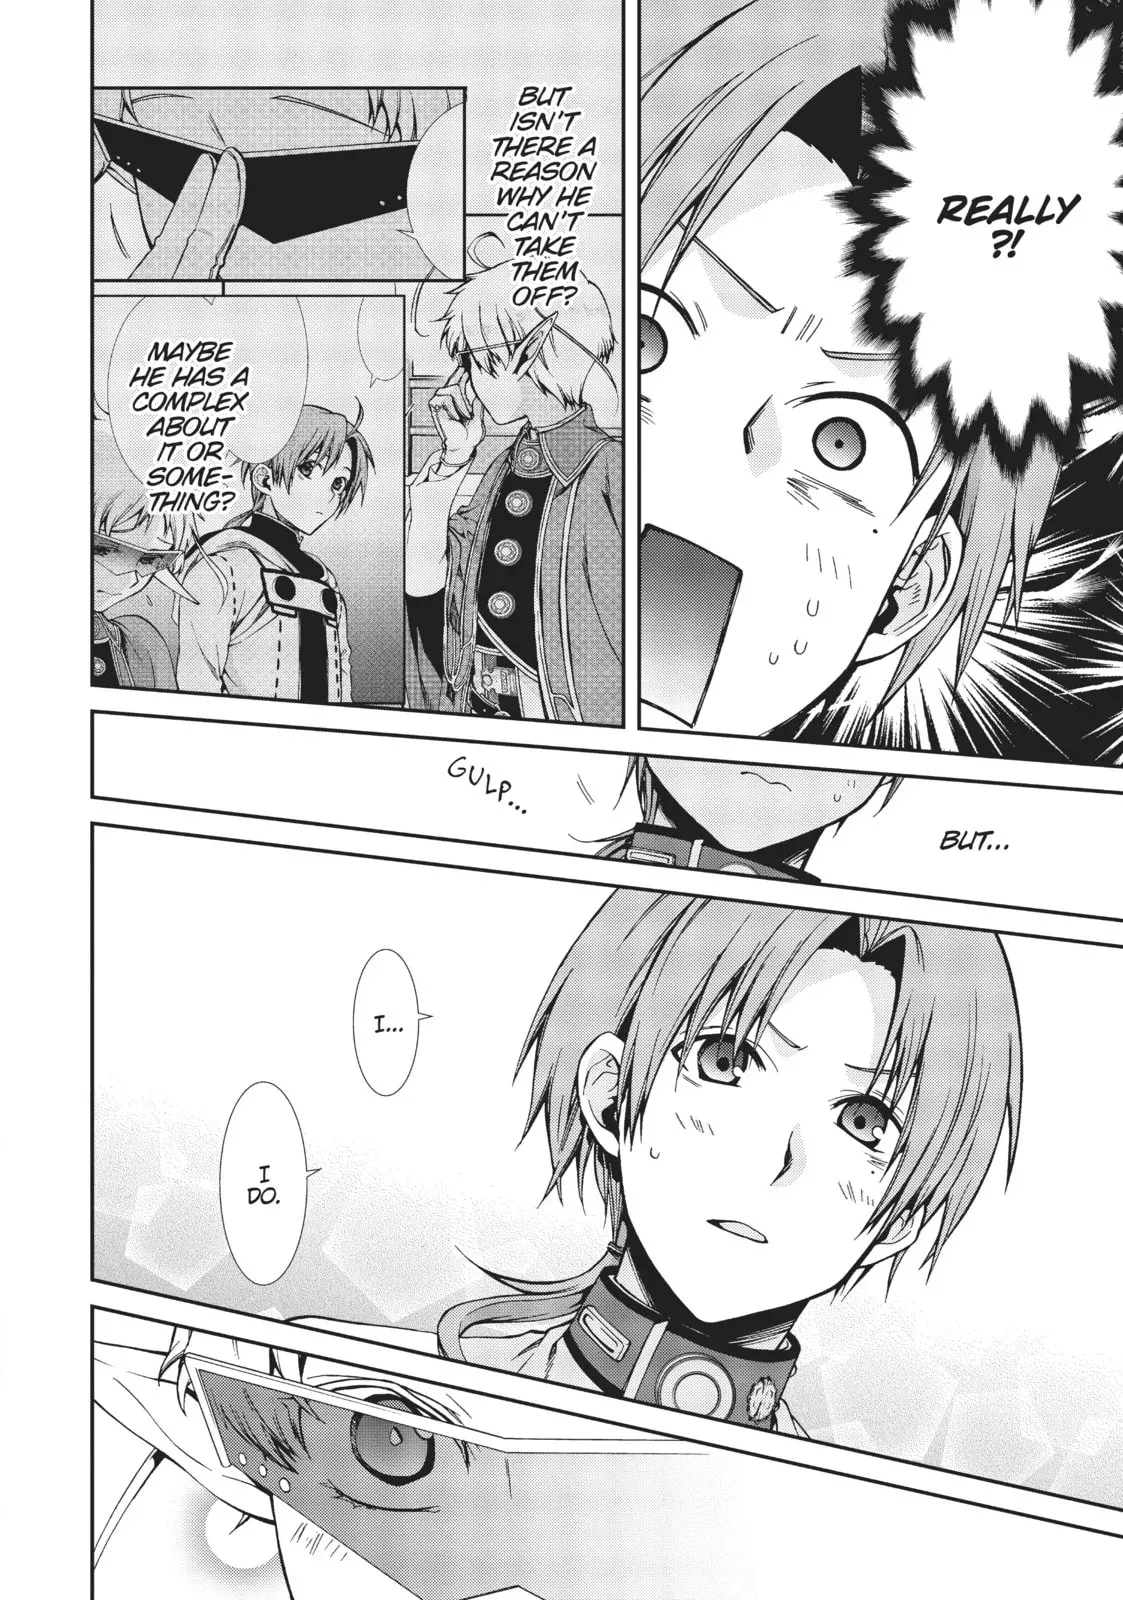 REALLY
?!
BUT
ISN'T
THERE A
REASON
WHY HE
CAN'T
TAKE
THEM
OFF?
MAYBE
HE HAS A
COMPLEX
ABOUT
IT OR
SOME-
THING?
BUT...
GULP...
I...
I
DO.